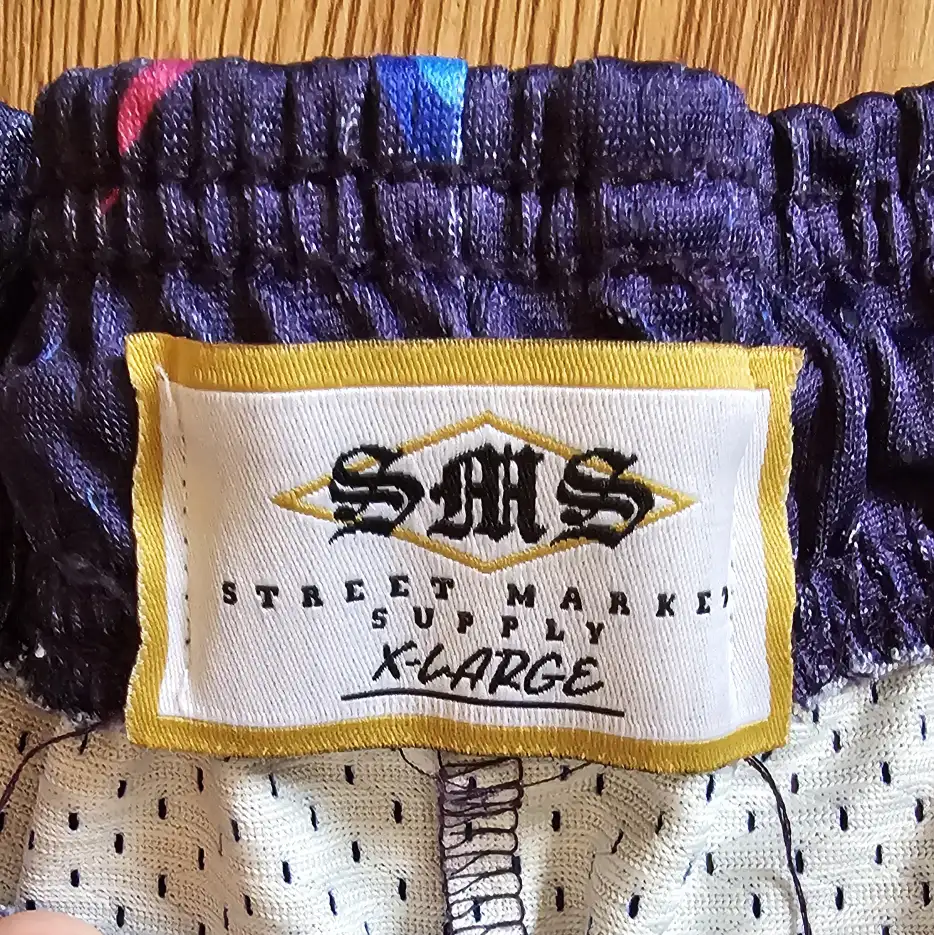 SMS
STREET MARKET
SUPPLY
X-LARGE